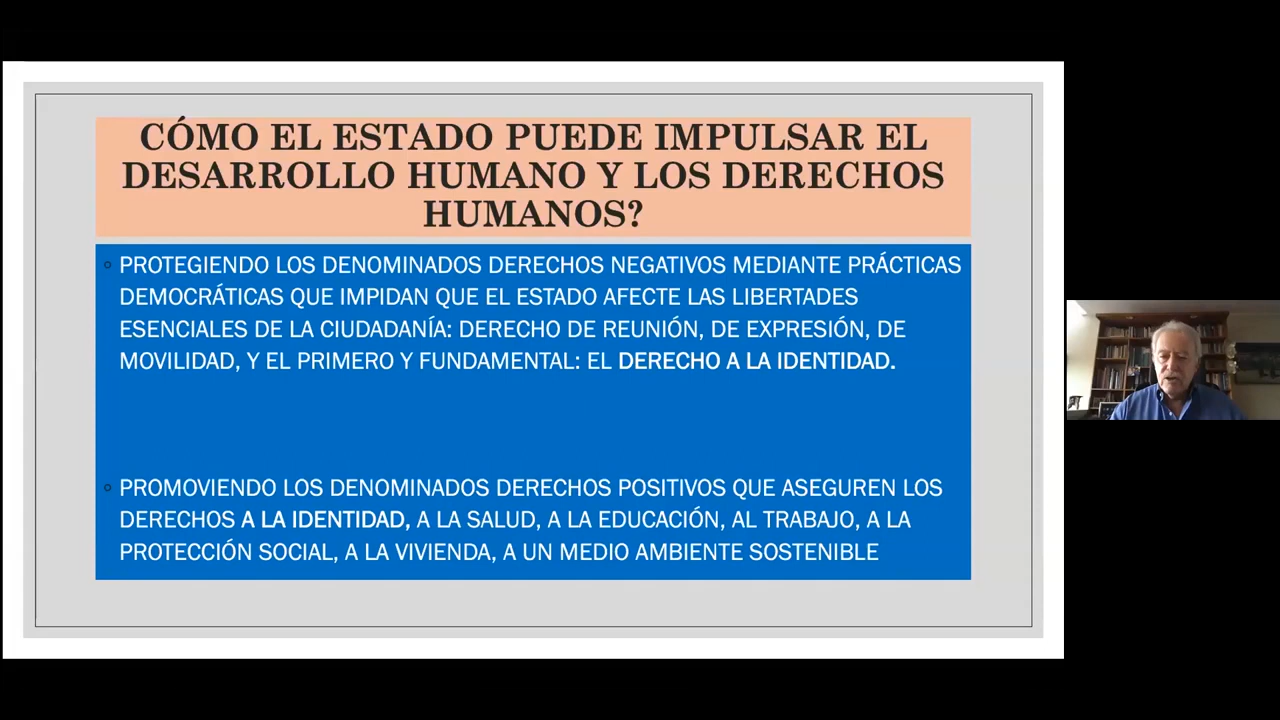 CÓMO EL ESTADO PUEDE IMPULSAR EL
DESARROLLO HUMANO Y LOS DERECHOS
HUMANOS?
PROTEGIENDO LOS DENOMINADOS DERECHOS NEGATIVOS MEDIANTE PRÁCTICAS
DEMOCRÁTICAS QUE IMPIDAN QUE EL ESTADO AFECTE LAS LIBERTADES
ESENCIALES DE LA CIUDADANÍA: DERECHO DE REUNIÓN, DE EXPRESIÓN, DE
MOVILIDAD, Y EL PRIMERO Y FUNDAMENTAL: EL DERECHO A LA IDENTIDAD.
PROMOVIENDO LOS DENOMINADOS DERECHOS POSITIVOS QUE ASEGUREN LOS
DERECHOS A LA IDENTIDAD, A LA SALUD, A LA EDUCACIÓN, AL TRABAJO, A LA
PROTECCIÓN SOCIAL, A LA VIVIENDA, A UN MEDIO AMBIENTE SOSTENIBLE